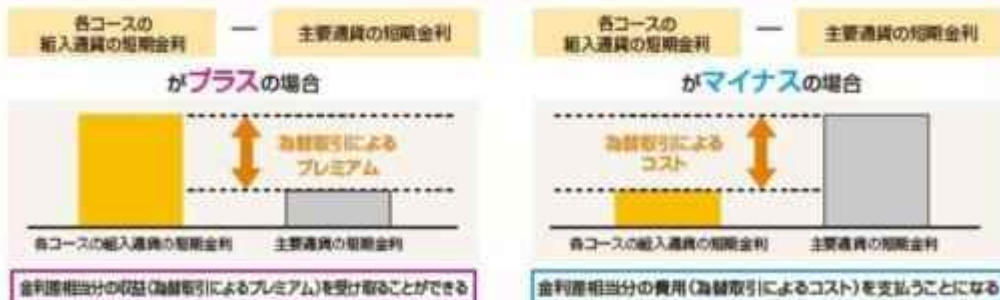 各コースの
組入通貨の短期金利
ー
主要通貨の短期金利
がプラスの場合
為替取引による
プレミアム
各コースの組入通貨の短期金利
主要通貨の短期金利
金利差相当分の収益(為替取引によるプレミアム)を受け取ることができる
各コースの
組入通貨の短期金利
ー
主要通貨の短期金利
がマイナスの場合
為替取引による
コスト
各コースの組入通貨の短期金利
主要通貨の短期金利
金利差相当分の費用(為替取引によるコスト)を支払うことになる